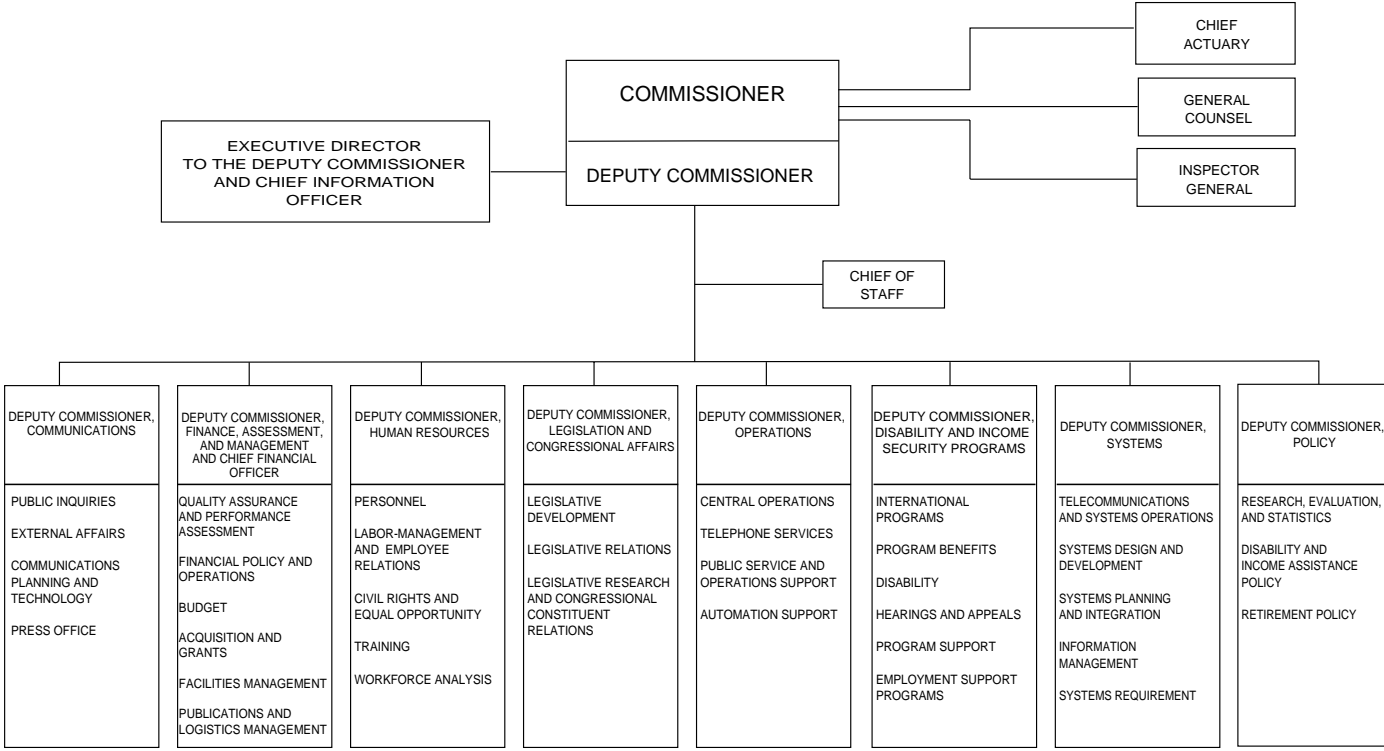 CHIEF
ACTUARY
COMMISSIONER
GENERAL
COUNSEL
EXECUTIVE DIRECTOR
TO THE DEPUTY COMMISSIONER
AND CHIEF INFORMATION
OFFICER
DEPUTY COMMISSIONER
INSPECTOR
GENERAL
CHIEF OF
STAFF
DEPUTY COMMISSIONER,
COMMUNICATIONS
PUBLIC INQUIRIES
EXTERNAL AFFAIRS
COMMUNICATIONS
PLANNING AND
TECHNOLOGY
PRESS OFFICE
DEPUTY COMMISSIONER,
FINANCE, ASSESSMENT,
AND MANAGEMENT
AND CHIEF FINANCIAL
OFFICER
QUALITY ASSURANCE
AND PERFORMANCE
ASSESSMENT
FINANCIAL POLICY AND
OPERATIONS
BUDGET
ACQUISITION AND
GRANTS
FACILITIES MANAGEMENT
PUBLICATIONS AND
LOGISTICS MANAGEMENT
DEPUTY COMMISSIONER,
HUMAN RESOURCES
PERSONNEL
LABOR-MANAGEMENT
AND EMPLOYEE
RELATIONS
CIVIL RIGHTS AND
EQUAL OPPORTUNITY
TRAINING
WORKFORCE ANALYSIS
DEPUTY COMMISSIONER,
LEGISLATION AND
CONGRESSIONAL AFFAIRS
LEGISLATIVE
DEVELOPMENT
LEGISLATIVE RELATIONS
LEGISLATIVE RESEARCH
AND CONGRESSIONAL
CONSTITUENT
RELATIONS
DEPUTY COMMISSIONER,
OPERATIONS
CENTRAL OPERATIONS
TELEPHONE SERVICES
PUBLIC SERVICE AND
OPERATIONS SUPPORT
AUTOMATION SUPPORT
DEPUTY COMMISSIONER,
DISABILITY AND INCOME
SECURITY PROGRAMS
INTERNATIONAL
PROGRAMS
PROGRAM BENEFITS
DISABILITY
HEARINGS AND APPEALS
PROGRAM SUPPORT
EMPLOYMENT SUPPORT
PROGRAMS
DEPUTY COMMISSIONER,
SYSTEMS
TELECOMMUNICATIONS
AND SYSTEMS OPERATIONS
SYSTEMS DESIGN AND
DEVELOPMENT
SYSTEMS PLANNING
AND INTEGRATION
INFORMATION
MANAGEMENT
SYSTEMS REQUIREMENT
DEPUTY COMMISSIONER,
POLICY
RESEARCH, EVALUATION,
AND STATISTICS
DISABILITY AND
INCOME ASSISTANCE
POLICY
RETIREMENT POLICY